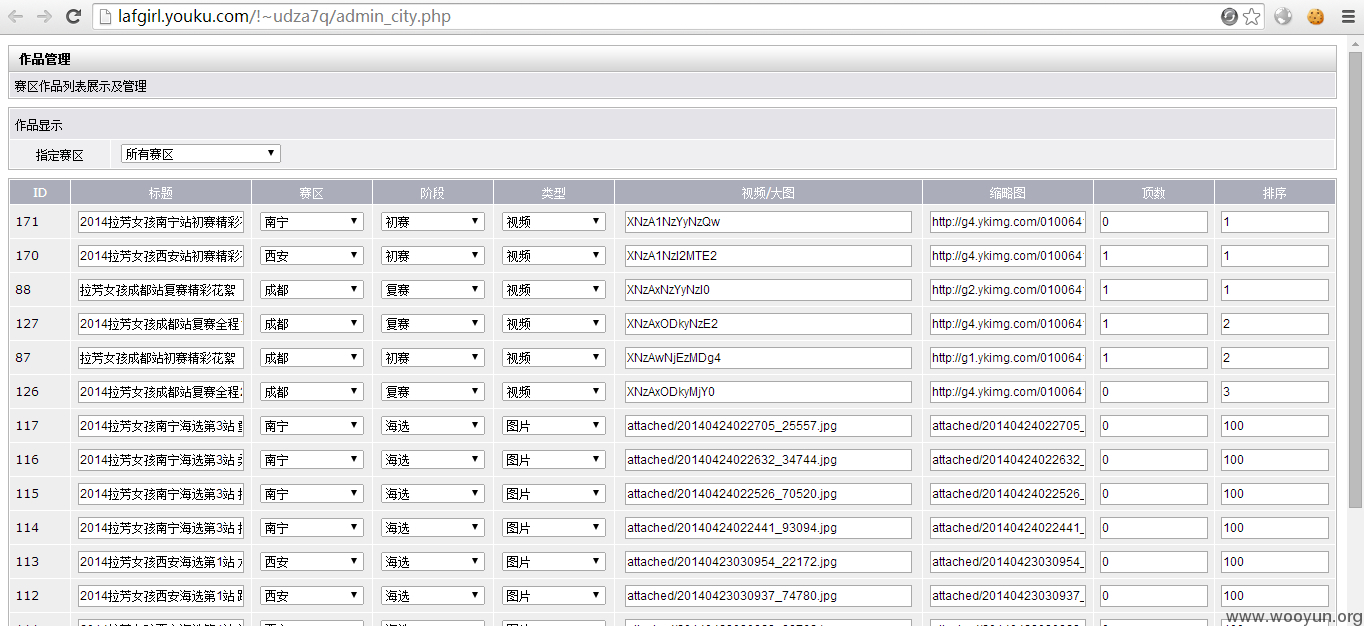 lafgirl.youku.com/!~udza7q/admin_city.php
作品管理
赛区作品列表展示及管理
作品显示
指定赛区 所有赛区
ID 标题 赛区 阶段 类型 视频/大图 缩略图 顶数 排序
171 2014拉芳女孩南宁站初赛精彩 南宁 初赛 视频 XNzA1NzYyNzQw http://g4.ykimg.com/010064 0 1
170 2014拉芳女孩西安站初赛精彩 西安 初赛 视频 XNzA1NzI2MTE2 http://g4.ykimg.com/010064 1 1
88 拉芳女孩成都站复赛精彩花絮 成都 复赛 视频 XNzAxNzYyNzI0 http://g2.ykimg.com/010064 1 1
127 2014拉芳女孩成都站复赛全程 成都 复赛 视频 XNzAxODkyNzE2 http://g4.ykimg.com/010064 1 2
87 拉芳女孩成都站初赛精彩花絮 成都 初赛 视频 XNzAwNjEzMDg4 http://g1.ykimg.com/010064 1 2
126 2014拉芳女孩成都站复赛全程 成都 复赛 视频 XNzAxODkyMjY0 http://g4.ykimg.com/010064 0 3
117 2014拉芳女孩南宁海选第3站 南宁 海选 图片 attached/20140424022705_25557.jpg attached/20140424022705_ 0 100
116 2014拉芳女孩南宁海选第3站 南宁 海选 图片 attached/20140424022632_34744.jpg attached/20140424022632_ 0 100
115 2014拉芳女孩南宁海选第3站 南宁 海选 图片 attached/20140424022526_70520.jpg attached/20140424022526_ 0 100
114 2014拉芳女孩南宁海选第3站 南宁 海选 图片 attached/20140424022441_93094.jpg attached/20140424022441_ 0 100
113 2014拉芳女孩西安海选第1站 西安 海选 图片 attached/20140423030954_22172.jpg attached/20140423030954_ 0 100
112 2014拉芳女孩西安海选第1站 西安 海选 图片 attached/20140423030937_74780.jpg attached/20140423030937_ 0 100
www.wooyun.org